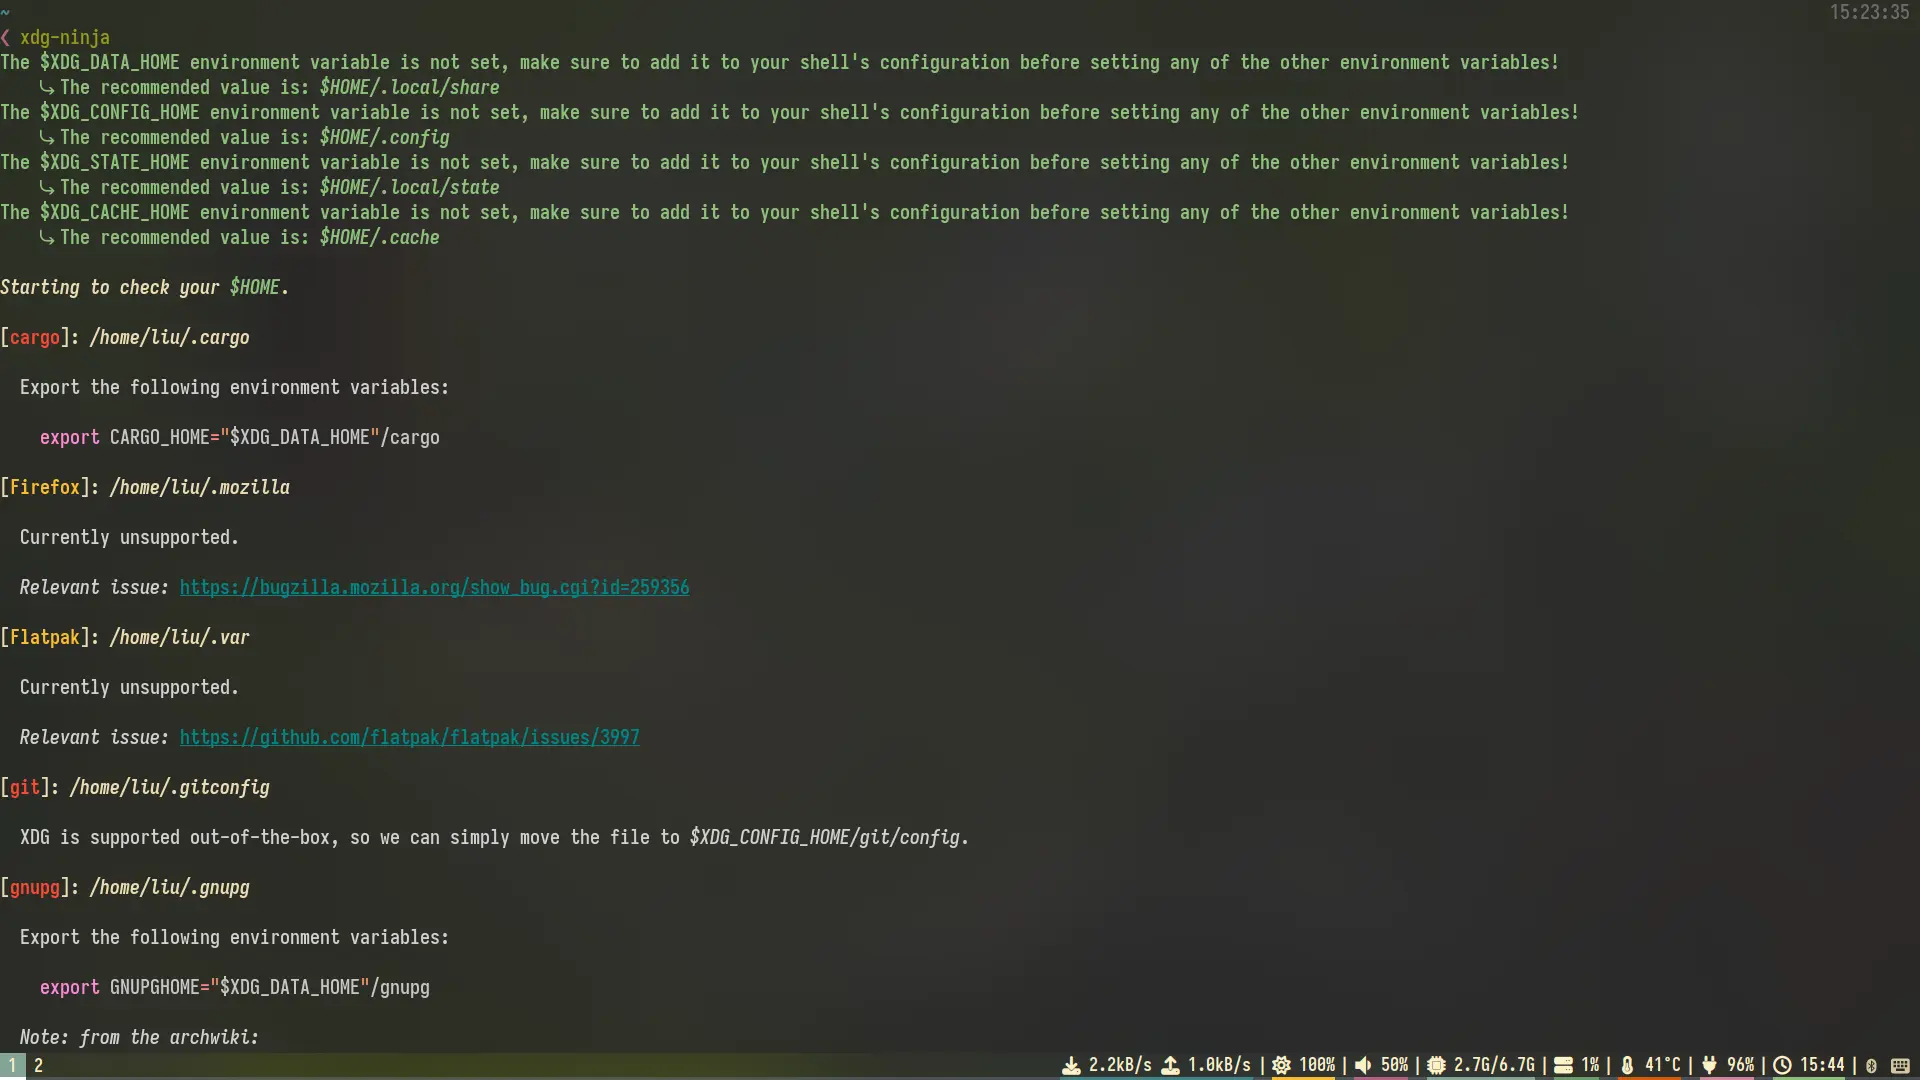 ~ 15:23:35
❮ xdg-ninja
The $XDG_DATA_HOME environment variable is not set, make sure to add it to your shell's configuration before setting any of the other environment variables!
⤷ The recommended value is: $HOME/.local/share
The $XDG_CONFIG_HOME environment variable is not set, make sure to add it to your shell's configuration before setting any of the other environment variables!
⤷ The recommended value is: $HOME/.config
The $XDG_STATE_HOME environment variable is not set, make sure to add it to your shell's configuration before setting any of the other environment variables!
⤷ The recommended value is: $HOME/.local/state
The $XDG_CACHE_HOME environment variable is not set, make sure to add it to your shell's configuration before setting any of the other environment variables!
⤷ The recommended value is: $HOME/.cache
Starting to check your $HOME.
[cargo]: /home/liu/.cargo
Export the following environment variables:
export CARGO_HOME="$XDG_DATA_HOME"/cargo
[Firefox]: /home/liu/.mozilla
Currently unsupported.
Relevant issue: https://bugzilla.mozilla.org/show_bug.cgi?id=259356
[Flatpak]: /home/liu/.var
Currently unsupported.
Relevant issue: https://github.com/flatpak/flatpak/issues/3997
[git]: /home/liu/.gitconfig
XDG is supported out-of-the-box, so we can simply move the file to $XDG_CONFIG_HOME/git/config.
[gnupg]: /home/liu/.gnupg
Export the following environment variables:
export GNUPGHOME="$XDG_DATA_HOME"/gnupg
Note: from the archwiki:
1 2 2.2kB/s 1.0kB/s | 100% | 50% | 2.7G/6.7G | 1% | 41°C | 96% | 15:44 |